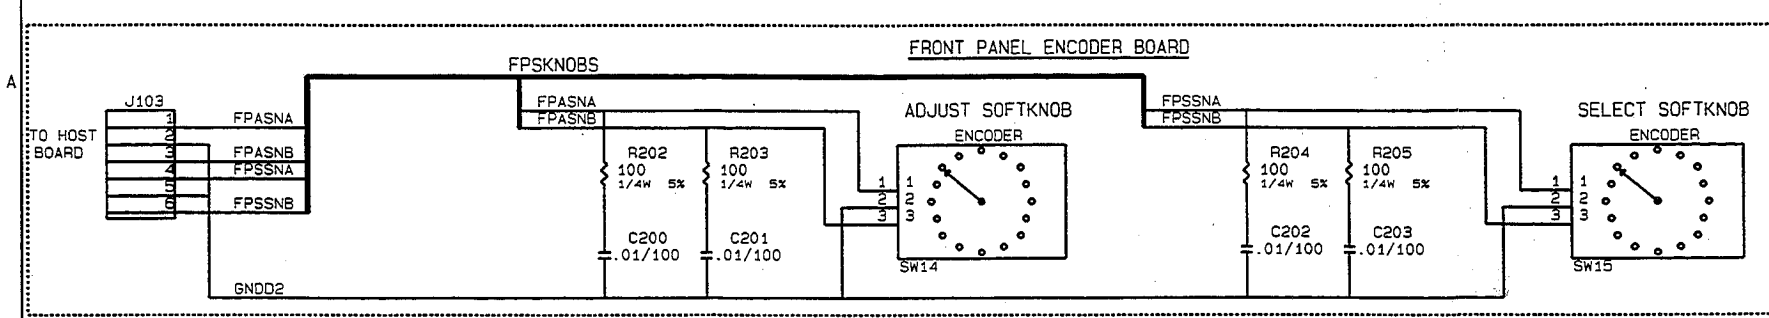 FRONT PANEL ENCODER BOARD
A
FPSKNOBS
J103
TO HOST
BOARD
1
2
3
4
5
6
FPASNA
FPASNB
FPSSNA
FPSSNB
GNDD2
FPASNA
FPASNB
R202
100
1/4W 5%
C200
.01/100
R203
100
1/4W 5%
C201
.01/100
ADJUST SOFTKNOB
ENCODER
1 1
2 2
3 3
SW14
FPSSNA
FPSSNB
R204
100
1/4W 5%
C202
.01/100
R205
100
1/4W 5%
C203
.01/100
SELECT SOFTKNOB
ENCODER
1 1
2 2
3 3
SW15